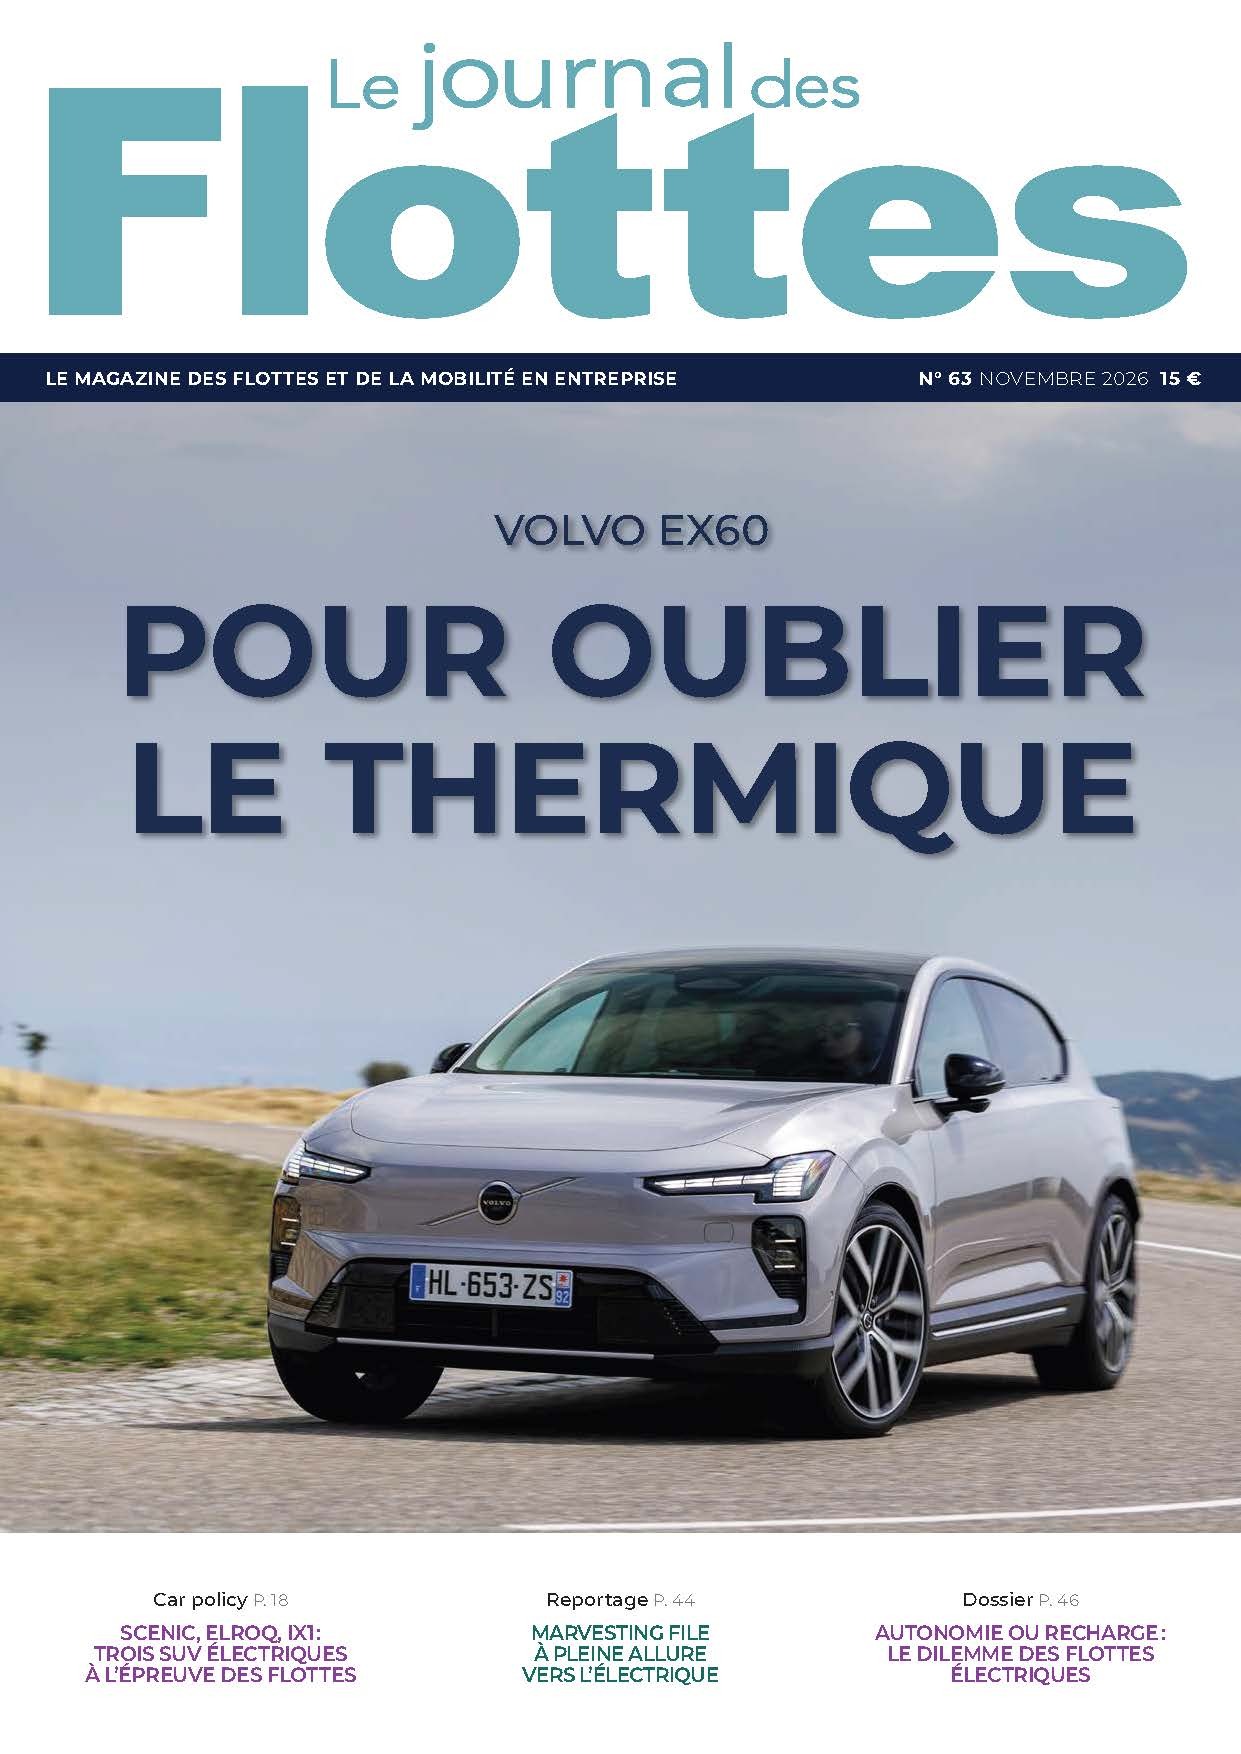 Le journal des
Flottes
LE MAGAZINE DES FLOTTES ET DE LA MOBILITÉ EN ENTREPRISE
N° 63 NOVEMBRE 2026 15 €
VOLVO EX60
POUR OUBLIER
LE THERMIQUE
VOLVO
F HL-653-ZS 92
Car policy P. 18
SCENIC, ELROQ, IX1 :
TROIS SUV ÉLECTRIQUES
À L'ÉPREUVE DES FLOTTES
Reportage P. 44
MARVESTING FILE
À PLEINE ALLURE
VERS L'ÉLECTRIQUE
Dossier P. 46
AUTONOMIE OU RECHARGE :
LE DILEMME DES FLOTTES
ÉLECTRIQUES